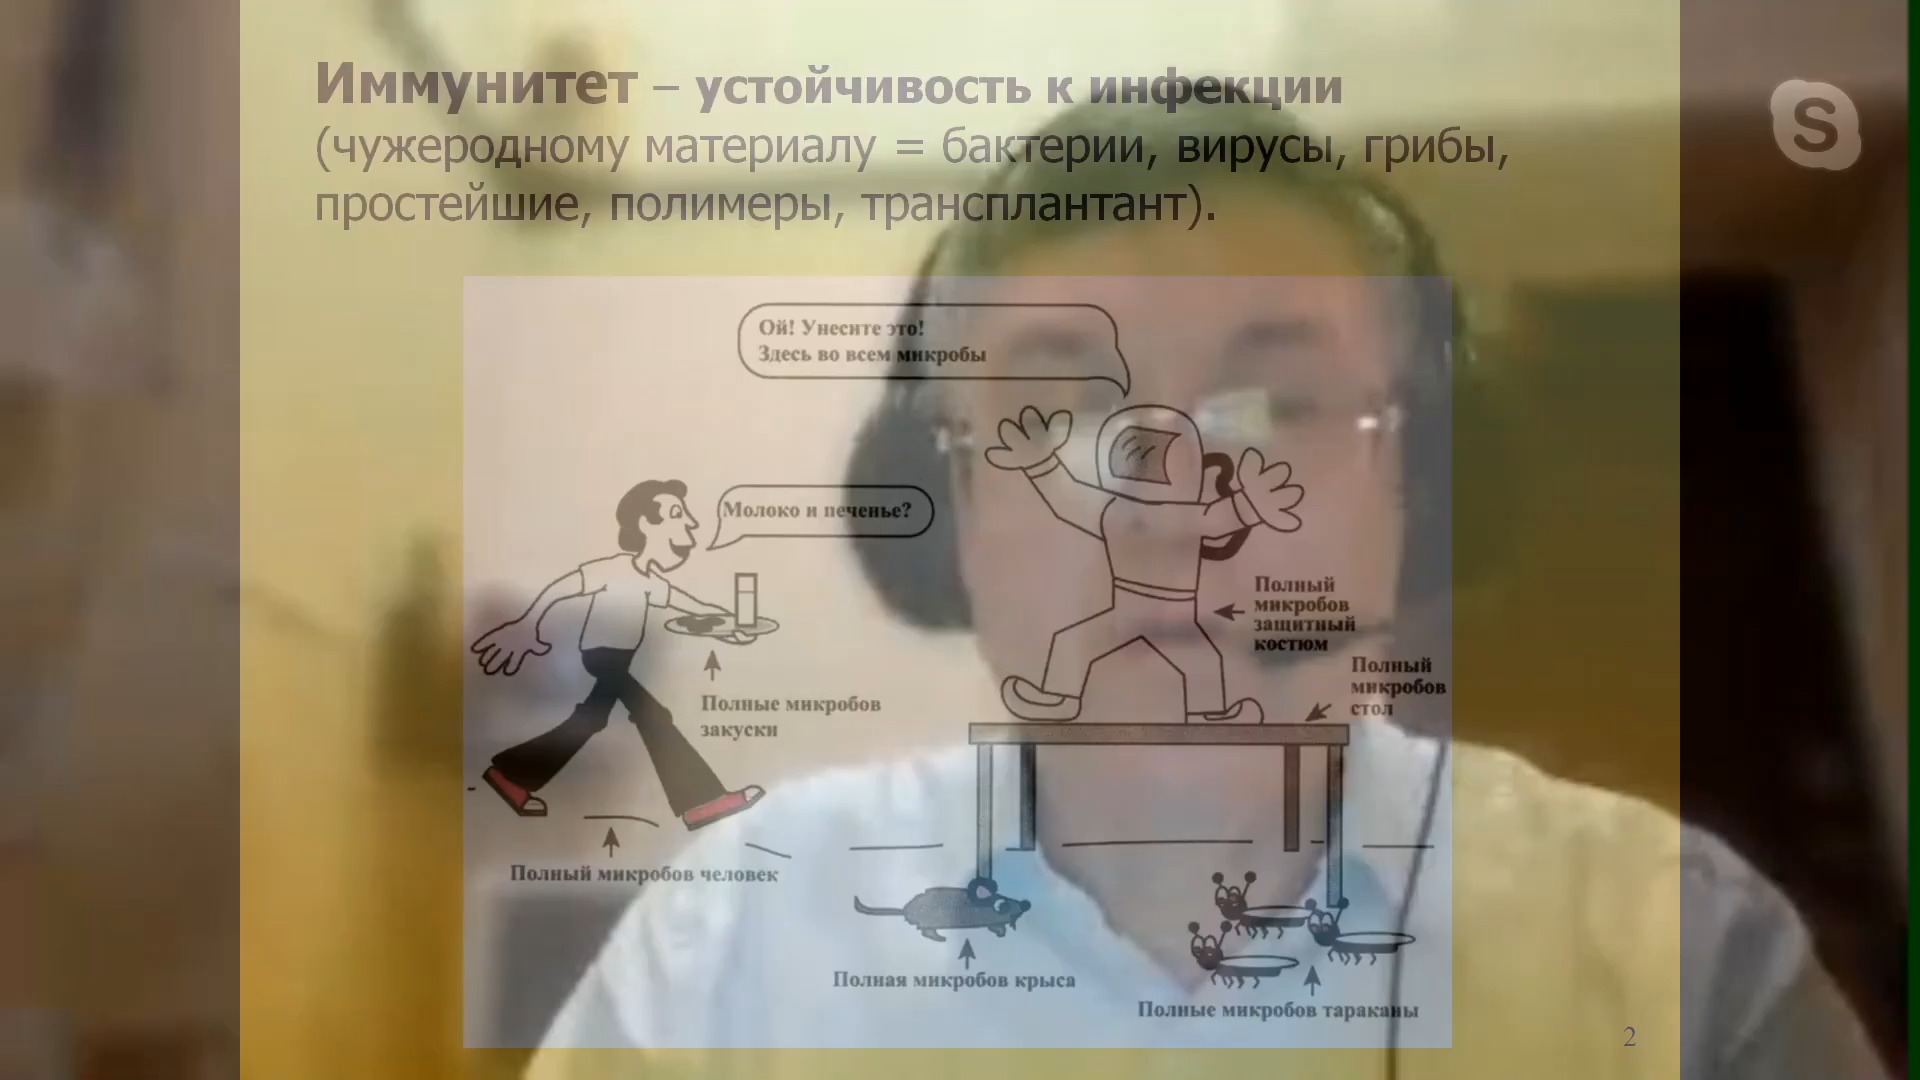 Иммунитет – устойчивость к инфекции
(чужеродному материалу = бактерии, вирусы, грибы,
простейшие, полимеры, трансплантант).
Ой! Унесите это!
Здесь во всем микробы
Молоко и печенье?
Полный
микробов
защитный
костюм
Полный
микробов
стол
Полные микробов
закуски
Полный микробов человек
Полная микробов крыса
Полные микробов тараканы
2
S